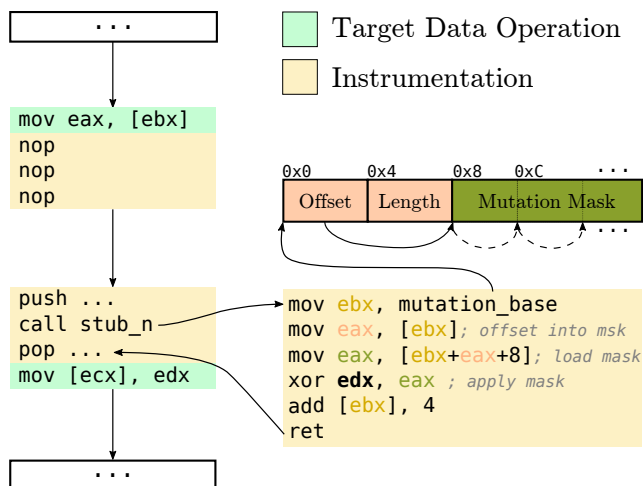 ...
Target Data Operation
Instrumentation
mov eax, [ebx]
nop
nop
nop
0x0 0x4 0x8 0xC ...
Offset Length Mutation Mask
...
push ...
call stub_n
pop ...
mov [ecx], edx
mov ebx, mutation_base
mov eax, [ebx]; offset into msk
mov eax, [ebx+eax+8]; load mask
xor edx, eax ; apply mask
add [ebx], 4
ret
...